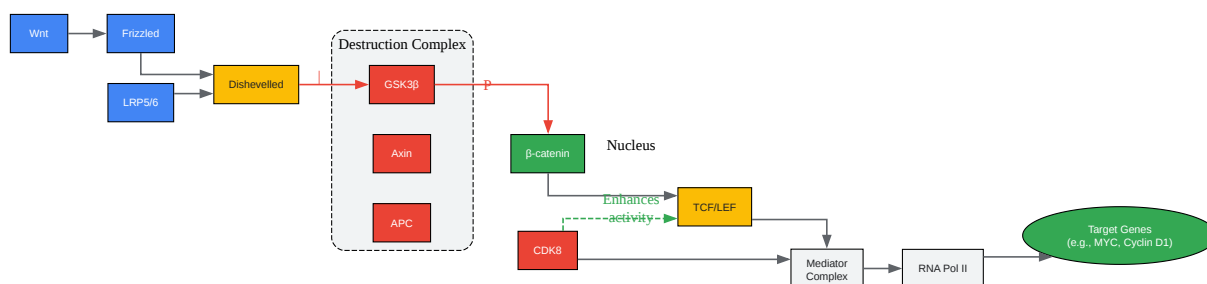 Wnt
Frizzled
LRP5/6
Dishevelled
Destruction Complex
GSK3β
Axin
APC
P
β-catenin
Nucleus
Enhances
activity
TCF/LEF
CDK8
Mediator
Complex
RNA Pol II
Target Genes
(e.g., MYC, Cyclin D1)